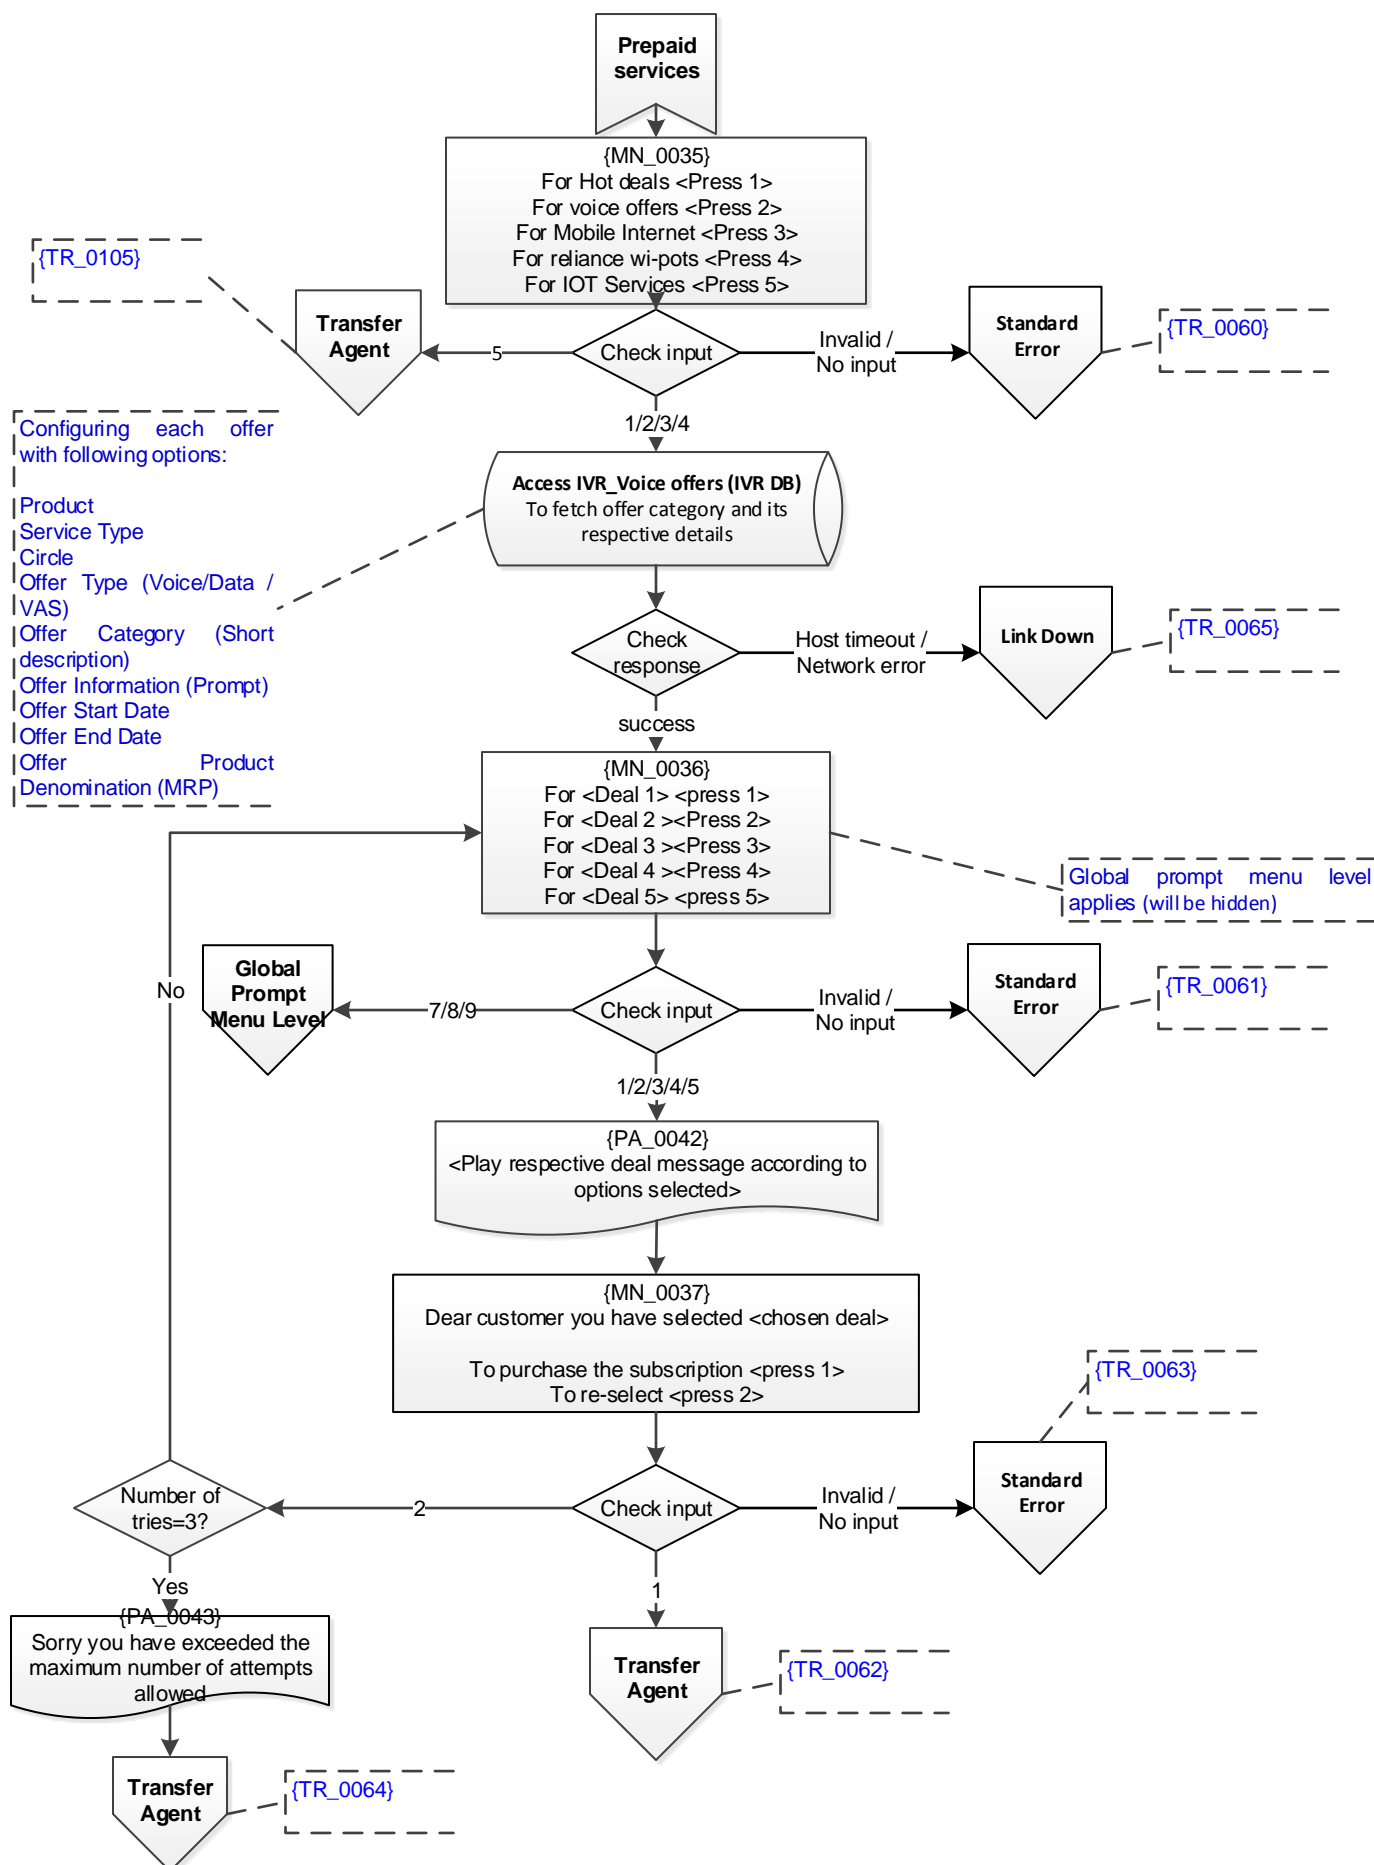 Prepaid
services
{MN_0035}
For Hot deals <Press 1>
For voice offers <Press 2>
For Mobile Internet <Press 3>
For reliance wi-pots <Press 4>
For IOT Services <Press 5>
{TR_0105}
Transfer
Agent
5
Check input
Invalid /
No input
Standard
Error
{TR_0060}
1/2/3/4
Configuring each offer
with following options:
Product
Service Type
Circle
Offer Type (Voice/Data /
VAS)
Offer Category (Short
description)
Offer Information (Prompt)
Offer Start Date
Offer End Date
Offer Product
Denomination (MRP)
Access IVR_Voice offers (IVR DB)
To fetch offer category and its
respective details
Check
response
Host timeout /
Network error
Link Down
{TR_0065}
success
{MN_0036}
For <Deal 1> <press 1>
For <Deal 2 ><Press 2>
For <Deal 3 ><Press 3>
For <Deal 4 ><Press 4>
For <Deal 5> <press 5>
Global prompt menu level
applies (will be hidden)
No
Global
Prompt
Menu Level
7/8/9
Check input
Invalid /
No input
Standard
Error
{TR_0061}
1/2/3/4/5
{PA_0042}
<Play respective deal message according to
options selected>
{MN_0037}
Dear customer you have selected <chosen deal>
To purchase the subscription <press 1>
To re-select <press 2>
{TR_0063}
Number of
tries=3?
2
Check input
Invalid /
No input
Standard
Error
Yes
1
{PA_0043}
Sorry you have exceeded the
maximum number of attempts
allowed
Transfer
Agent
{TR_0062}
Transfer
Agent
{TR_0064}